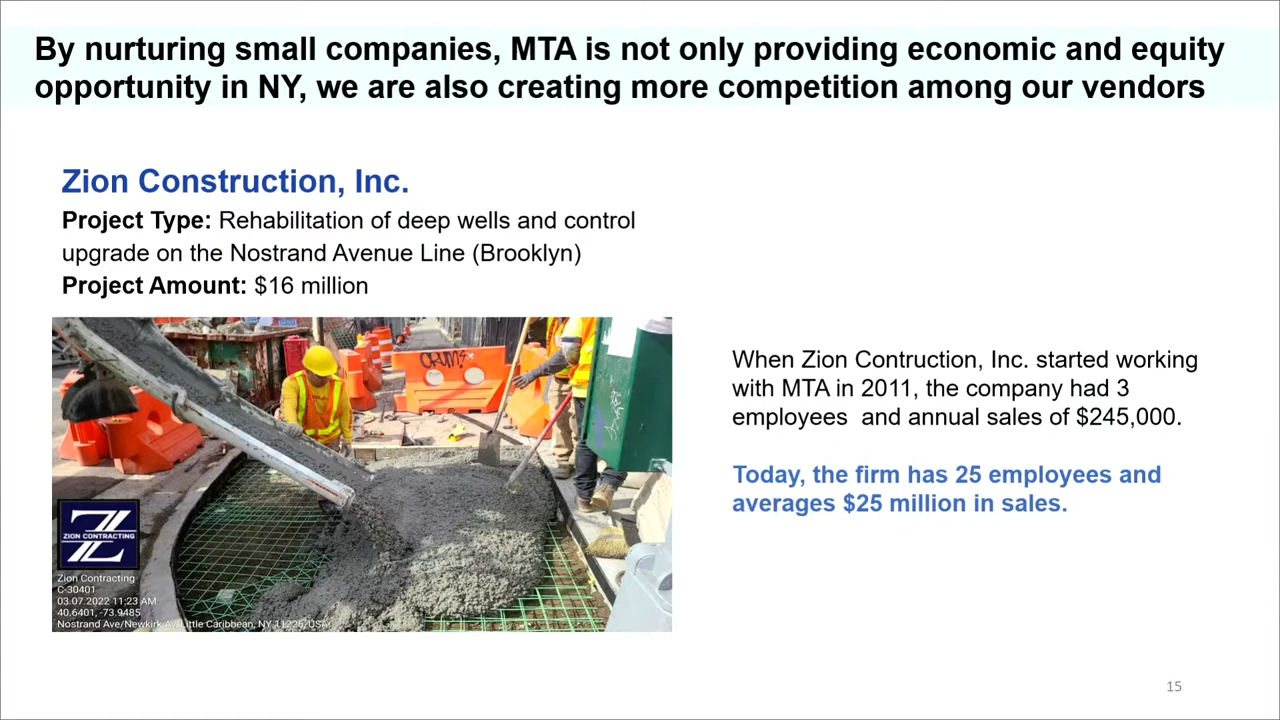 By nurturing small companies, MTA is not only providing economic and equity
opportunity in NY, we are also creating more competition among our vendors
Zion Construction, Inc.
Project Type: Rehabilitation of deep wells and control
upgrade on the Nostrand Avenue Line (Brooklyn)
Project Amount: $16 million
ZION CONTRACTING
Zion Contracting
C-30401
03.07.2022 11:23 AM
40.6401, -73.9485
Nostrand Ave/Newkirk Av, Little Caribbean, NY 11226, USA
When Zion Contruction, Inc. started working
with MTA in 2011, the company had 3
employees  and annual sales of $245,000.
Today, the firm has 25 employees and
averages $25 million in sales.
15